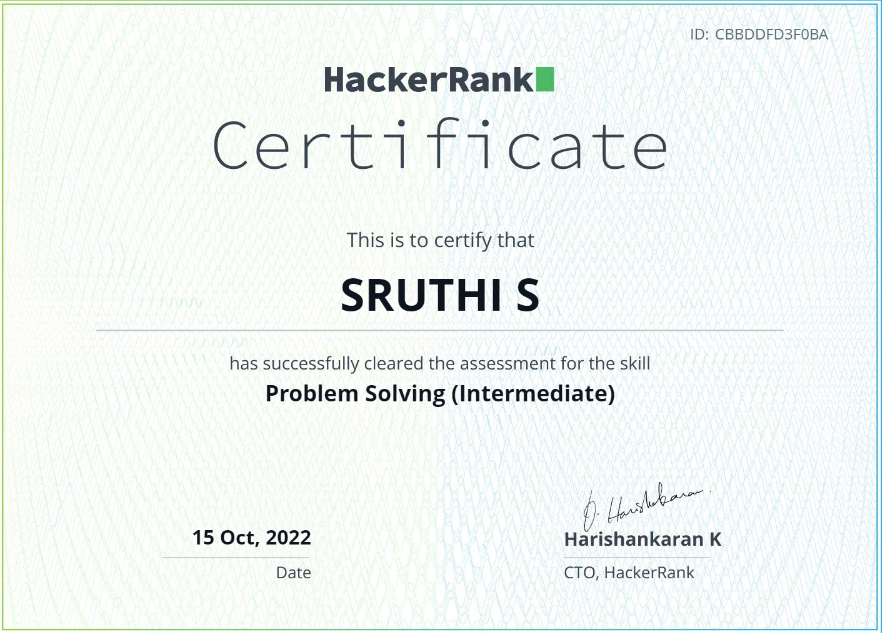 ID: CBBDDFD3F0BA
HackerRank
Certificate
This is to certify that
SRUTHI S
has successfully cleared the assessment for the skill
Problem Solving (Intermediate)
15 Oct, 2022
Date
Harishankaran K
CTO, HackerRank